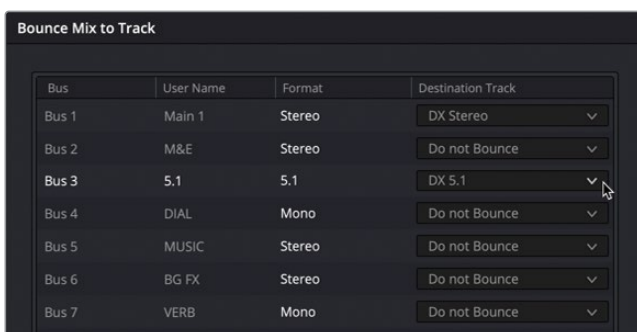 Bounce Mix to Track
Bus User Name Format Destination Track
Bus 1 Main 1 Stereo DX Stereo
Bus 2 M&E Stereo Do not Bounce
Bus 3 5.1 5.1 DX 5.1
Bus 4 DIAL Mono Do not Bounce
Bus 5 MUSIC Stereo Do not Bounce
Bus 6 BG FX Stereo Do not Bounce
Bus 7 VERB Mono Do not Bounce